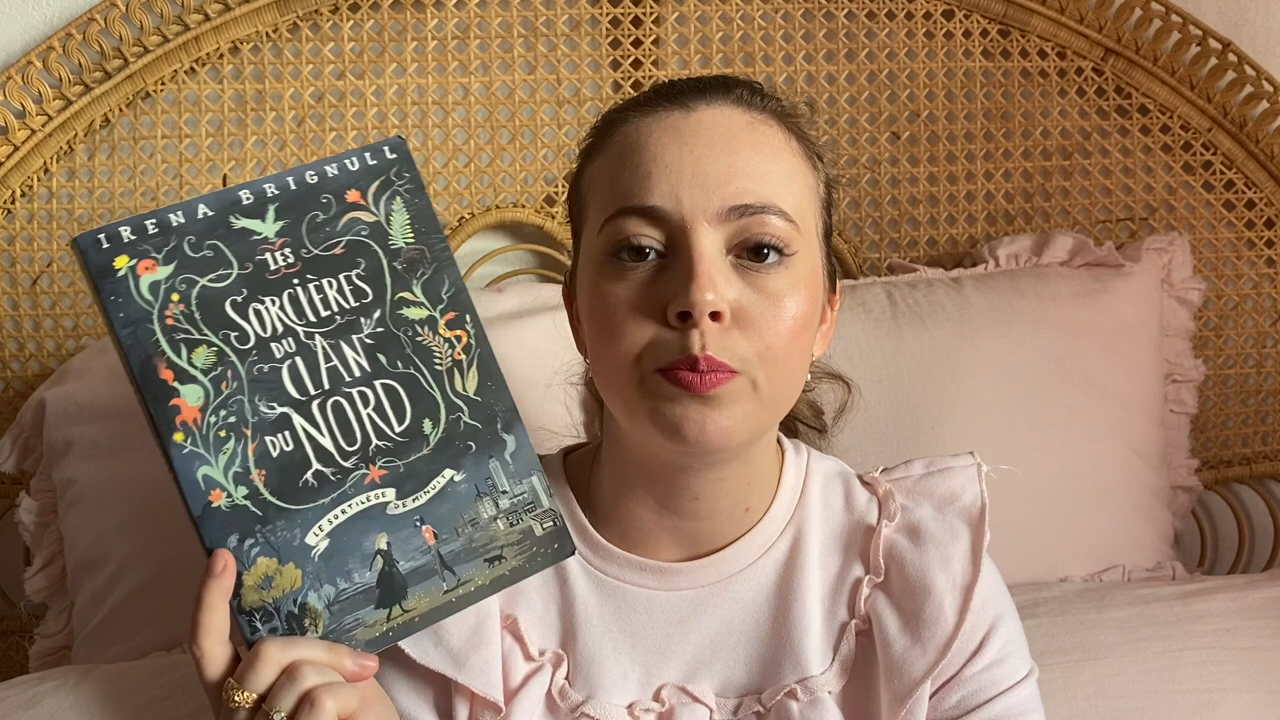 IRENA BRIGNULL
LES
SORCIÈRES
DU
CLAN
DU NORD
LE SORTILÈGE
DE MINUIT